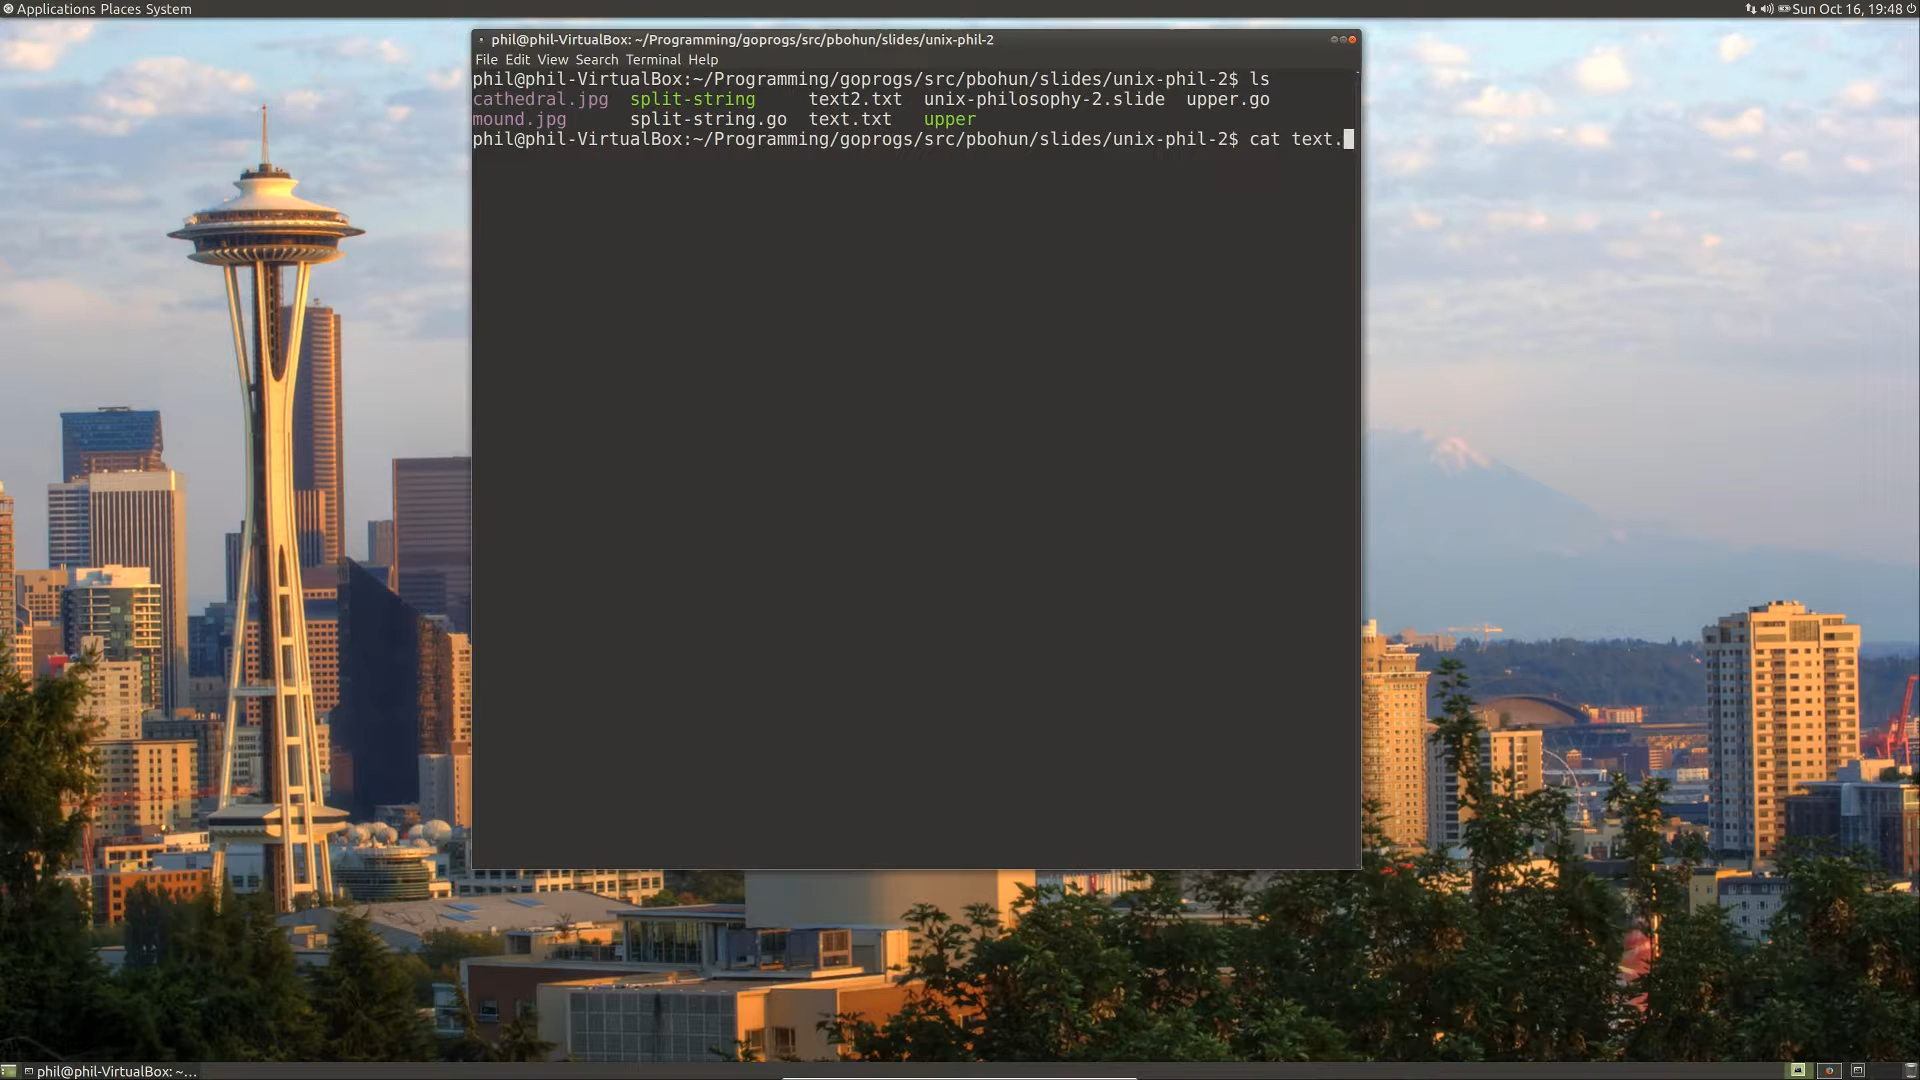 Applications Places System
Sun Oct 16, 19:48
phil@phil-VirtualBox: ~/Programming/goprogs/src/pbohun/slides/unix-phil-2
File Edit View Search Terminal Help
phil@phil-VirtualBox:~/Programming/goprogs/src/pbohun/slides/unix-phil-2$ ls
cathedral.jpg split-string text2.txt unix-philosophy-2.slide upper.go
mound.jpg split-string.go text.txt upper
phil@phil-VirtualBox:~/Programming/goprogs/src/pbohun/slides/unix-phil-2$ cat text.
phil@phil-VirtualBox: ~...